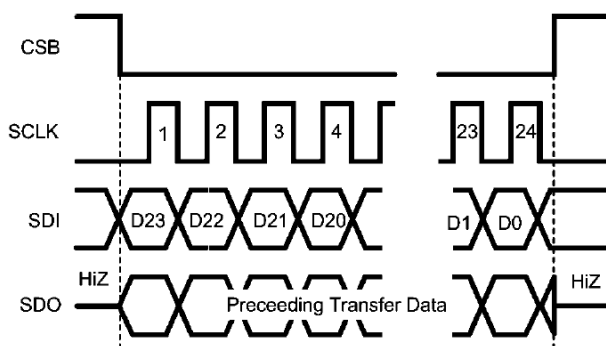 CSB
SCLK 1 2 3 4 23 24
SDI D23 D22 D21 D20 D1 D0
HiZ HiZ
SDO Preceeding Transfer Data